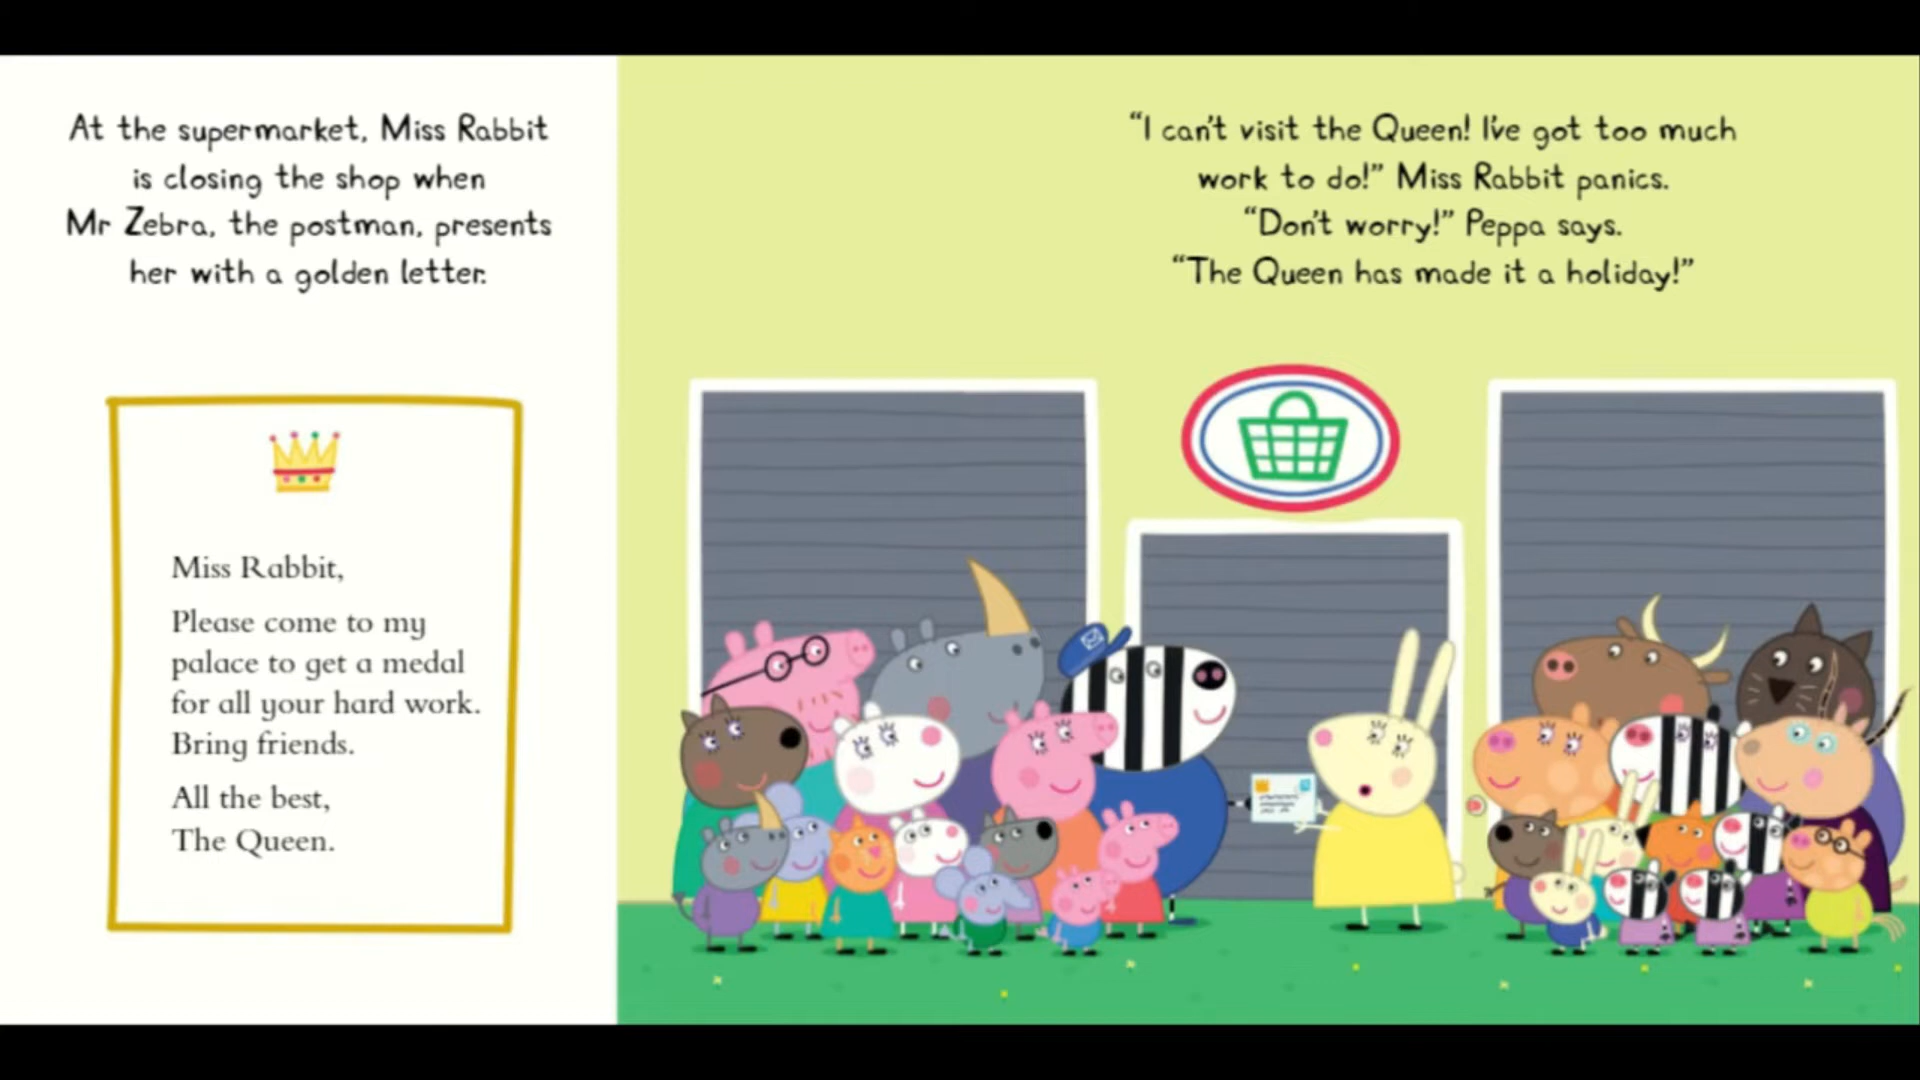 At the supermarket, Miss Rabbit
is closing the shop when
Mr Zebra, the postman, presents
her with a golden letter.
Miss Rabbit,
Please come to my
palace to get a medal
for all your hard work.
Bring friends.
All the best,
The Queen.
“I can’t visit the Queen! I’ve got too much
work to do!” Miss Rabbit panics.
“Don’t worry!” Peppa says.
“The Queen has made it a holiday!”